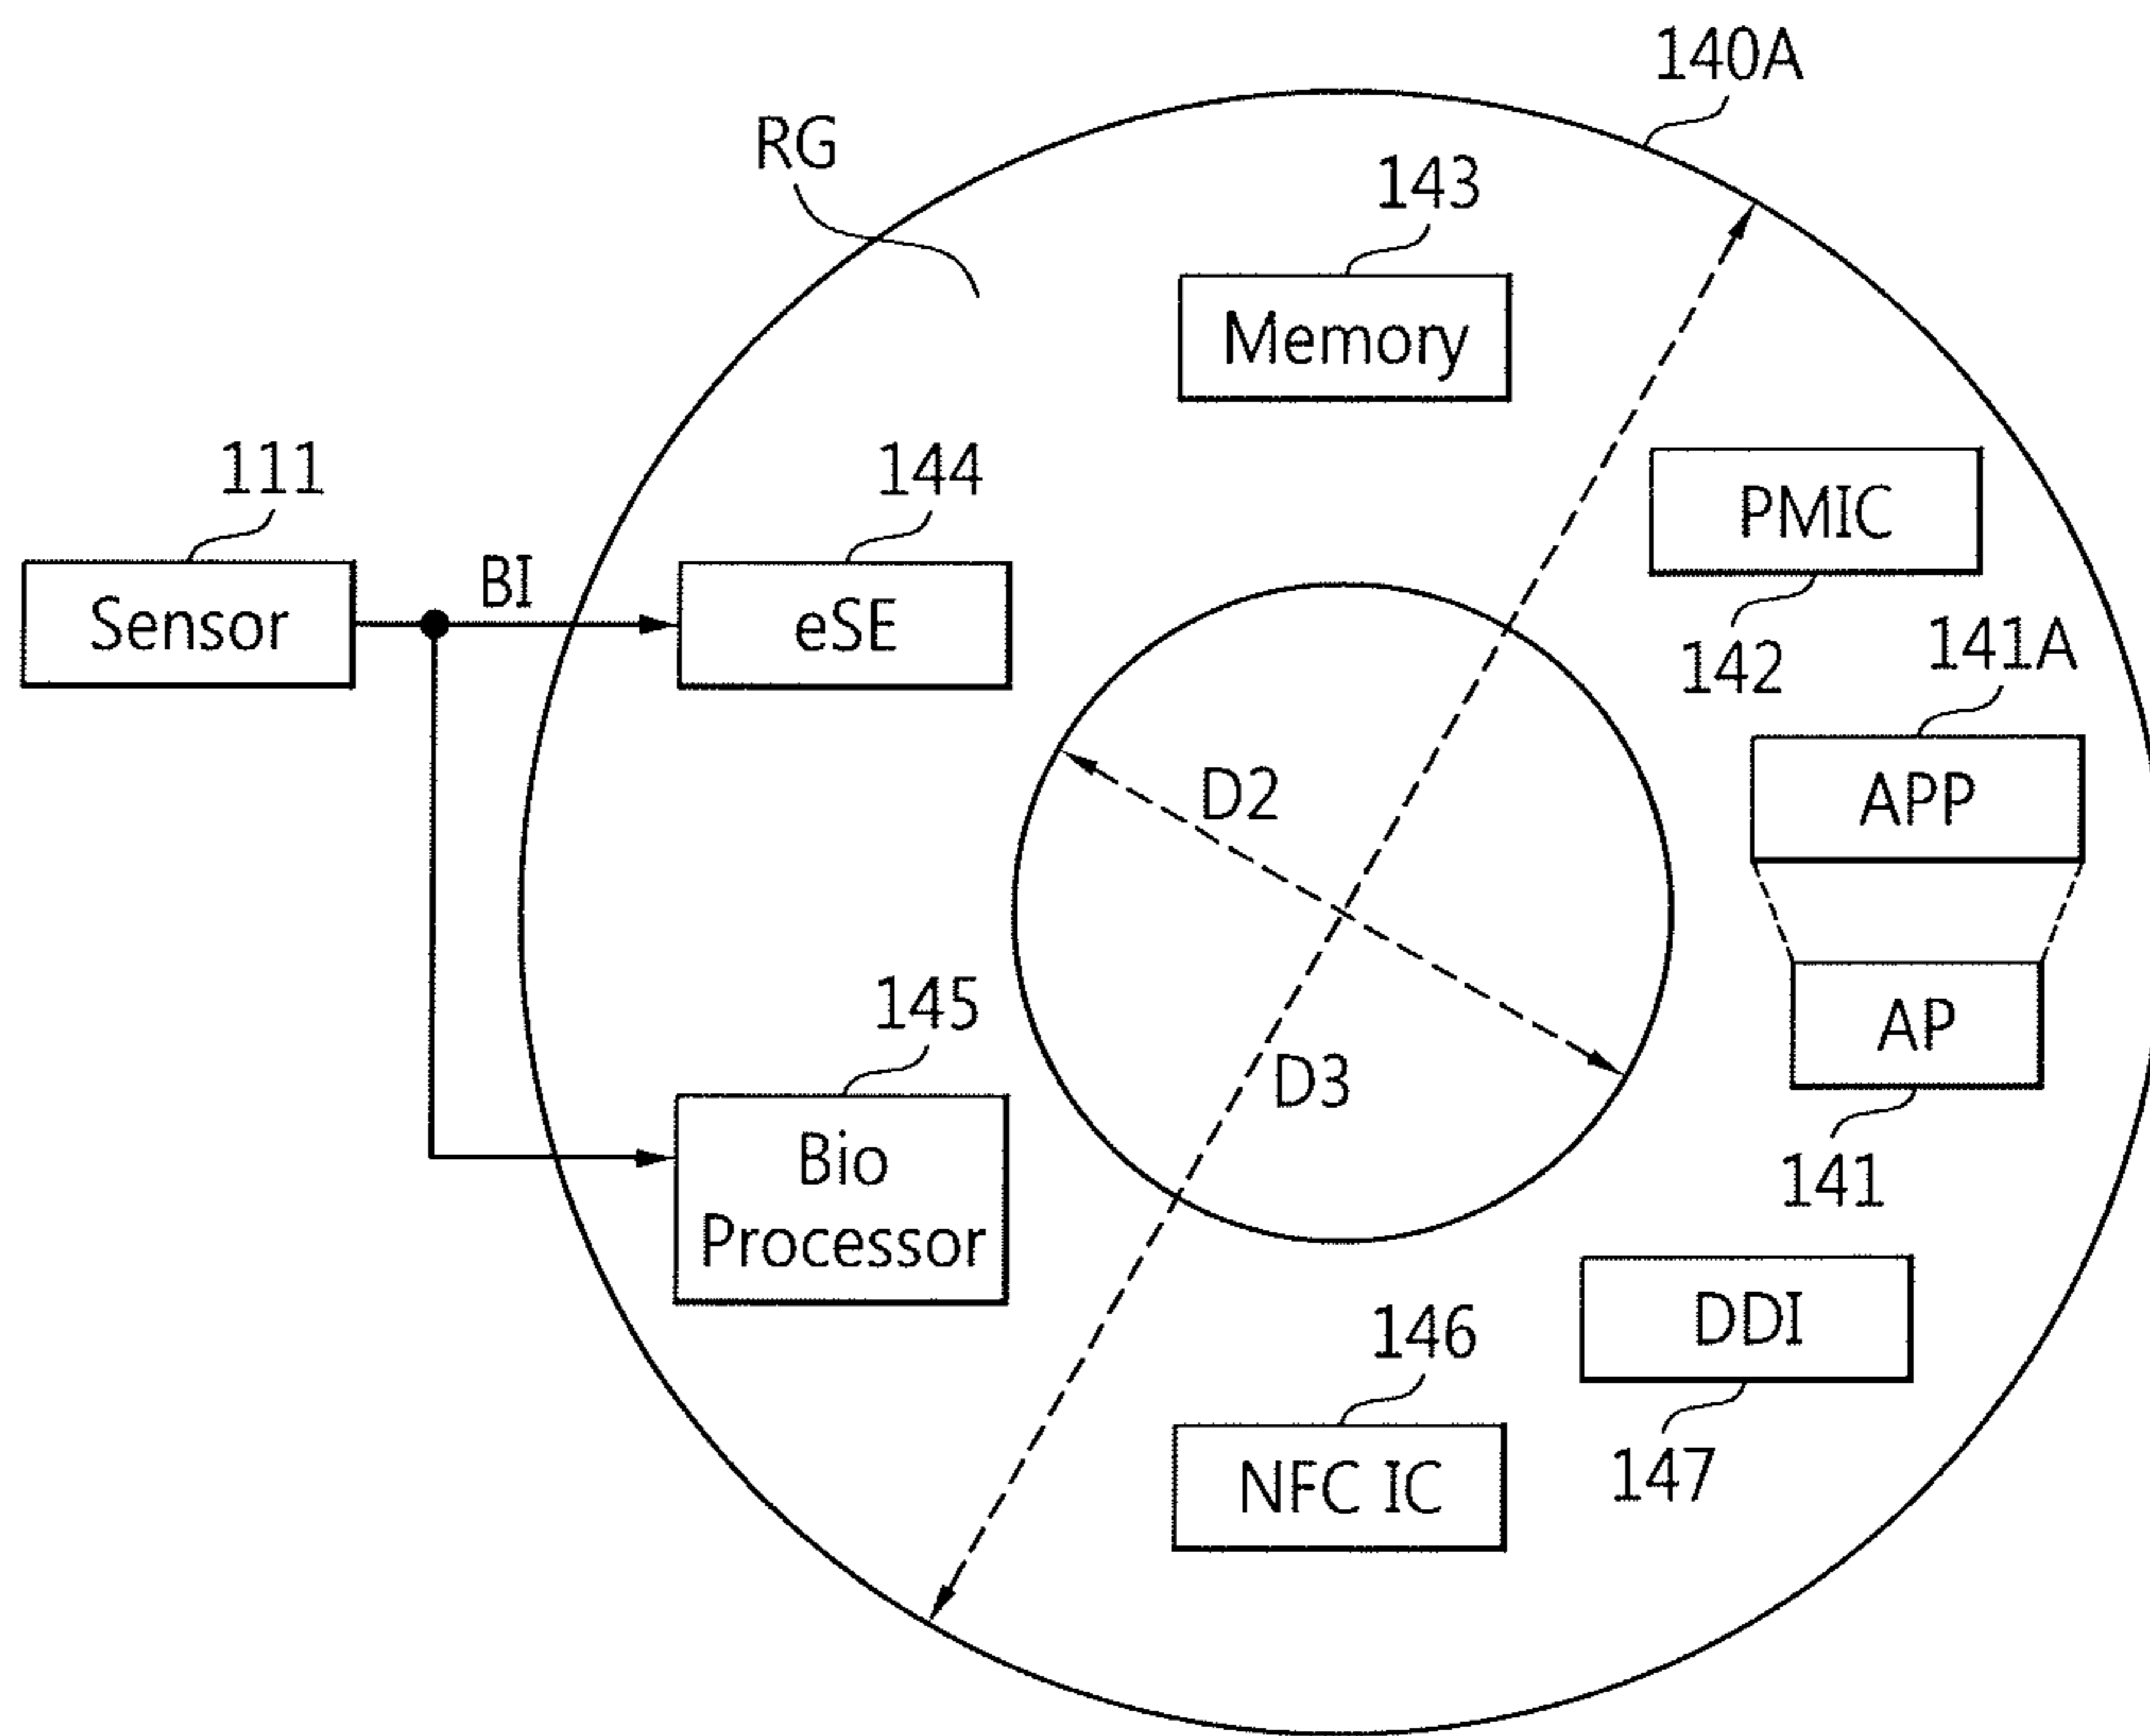 140A
RG
143
Memory
111
144
PMIC
Sensor
BI
eSE
142
141A
D2
APP
145
AP
D3
Bio
Processor
141
146
DDI
NFC IC
147